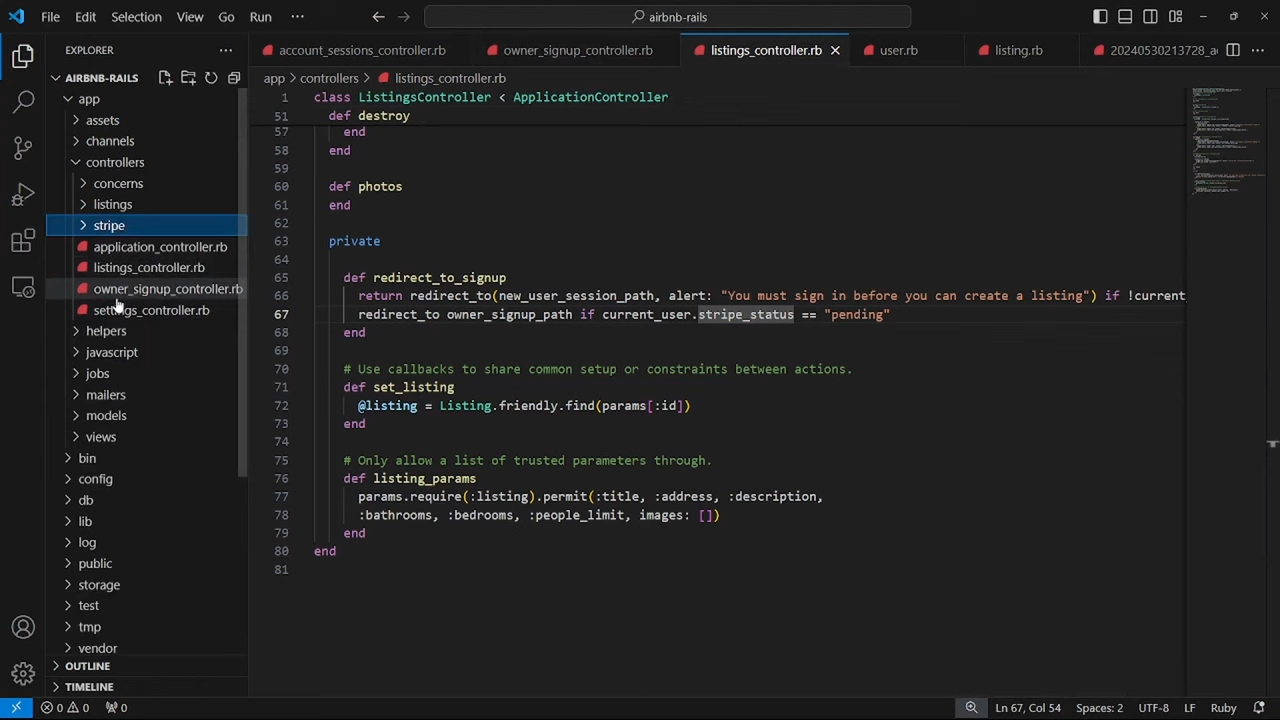 File Edit Selection View Go Run ··· airbnb-rails
EXPLORER ···
account_sessions_controller.rb owner_signup_controller.rb listings_controller.rb user.rb listing.rb 20240530213728_ac ···
AIRBNB-RAILS
app > controllers > listings_controller.rb
app
assets
channels
controllers
concerns
listings
stripe
application_controller.rb
listings_controller.rb
owner_signup_controller.rb
settings_controller.rb
helpers
javascript
jobs
mailers
models
views
bin
config
db
lib
log
public
storage
test
tmp
vendor
OUTLINE
TIMELINE
1 class ListingsController < ApplicationController
51 def destroy
57 end
58 end
59
60 def photos
61 end
62
63 private
64
65 def redirect_to_signup
66 return redirect_to(new_user_session_path, alert: "You must sign in before you can create a listing") if !current
67 redirect_to owner_signup_path if current_user.stripe_status == "pending"
68 end
69
70 # Use callbacks to share common setup or constraints between actions.
71 def set_listing
72 @listing = Listing.friendly.find(params[:id])
73 end
74
75 # Only allow a list of trusted parameters through.
76 def listing_params
77 params.require(:listing).permit(:title, :address, :description,
78 :bathrooms, :bedrooms, :people_limit, images: [])
79 end
80 end
81
0 0 0 Ln 67, Col 54 Spaces: 2 UTF-8 LF Ruby